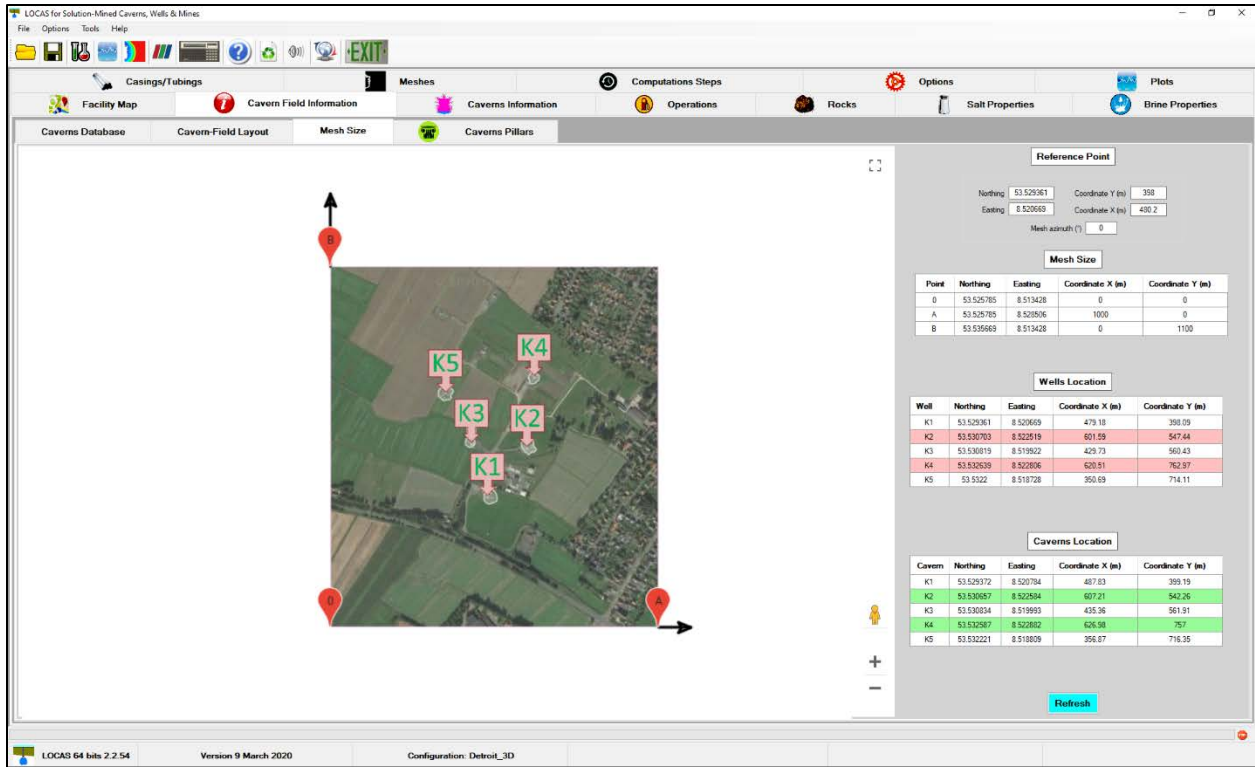 LOCAS for Solution-Mined Caverns, Wells & Mines
File Options Tools Help
EXIT
Casings/Tubings Meshes Computations Steps Options Plots
Facility Map Cavern Field Information Caverns Information Operations Rocks Salt Properties Brine Properties
Caverns Database Cavern-Field Layout Mesh Size Caverns Pillars
B
K4
K5
K3
K2
K1
0
A
Reference Point
Northing 53.529361 Coordinate Y (m) 398
Easting 8.520669 Coordinate X (m) 480.2
Mesh azimuth (°) 0
Mesh Size
Point Northing Easting Coordinate X (m) Coordinate Y (m)
0 53.525785 8.513428 0 0
A 53.525785 8.528506 1000 0
B 53.535669 8.513428 0 1100
Wells Location
Well Northing Easting Coordinate X (m) Coordinate Y (m)
K1 53.529361 8.520669 479.18 398.09
K2 53.530703 8.522519 601.59 547.44
K3 53.530819 8.519922 429.73 560.43
K4 53.532639 8.522806 620.51 762.97
K5 53.5322 8.518728 350.69 714.11
Caverns Location
Cavern Northing Easting Coordinate X (m) Coordinate Y (m)
K1 53.529372 8.520784 487.83 399.19
K2 53.530657 8.522584 607.21 542.26
K3 53.530834 8.519993 435.36 561.91
K4 53.532587 8.522882 626.98 757
K5 53.532221 8.518809 356.87 716.35
Refresh
LOCAS 64 bits 2.2.54 Version 9 March 2020 Configuration: Detroit_3D